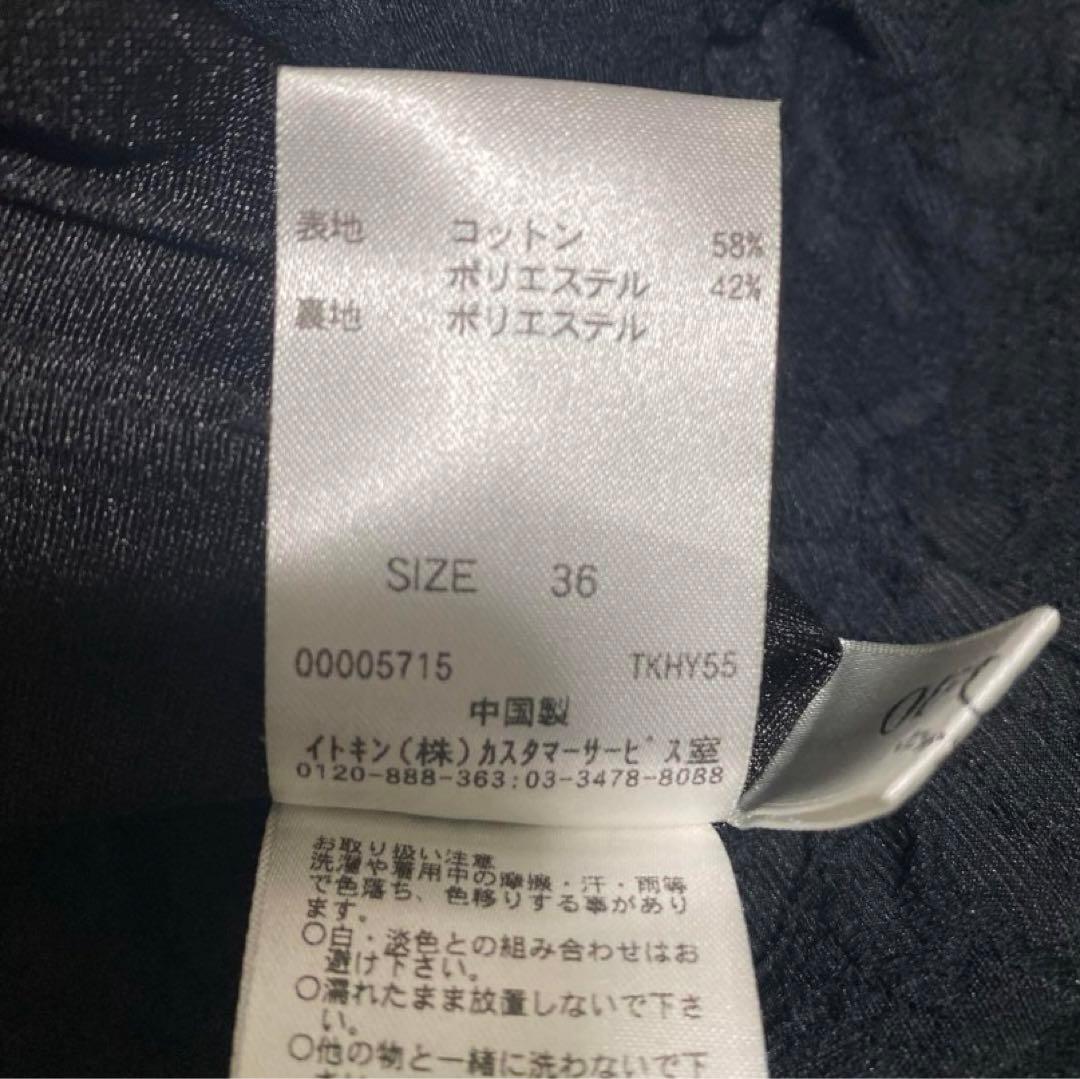 表地 コットン 58%
ポリエステル 42%
裏地 ポリエステル
SIZE 36
00005715 TKHY55
中国製
イトキン(株)カスタマーサービス室
0120-888-363:03-3478-8088
お取り扱い注意
洗濯や着用中の摩擦・汗・雨等
で色落ち、色移りする事があり
ます。
○白・淡色との組み合わせはお
避け下さい。
○濡れたまま放置しないで下さ
い。
○他の物と一緒に洗わないで下